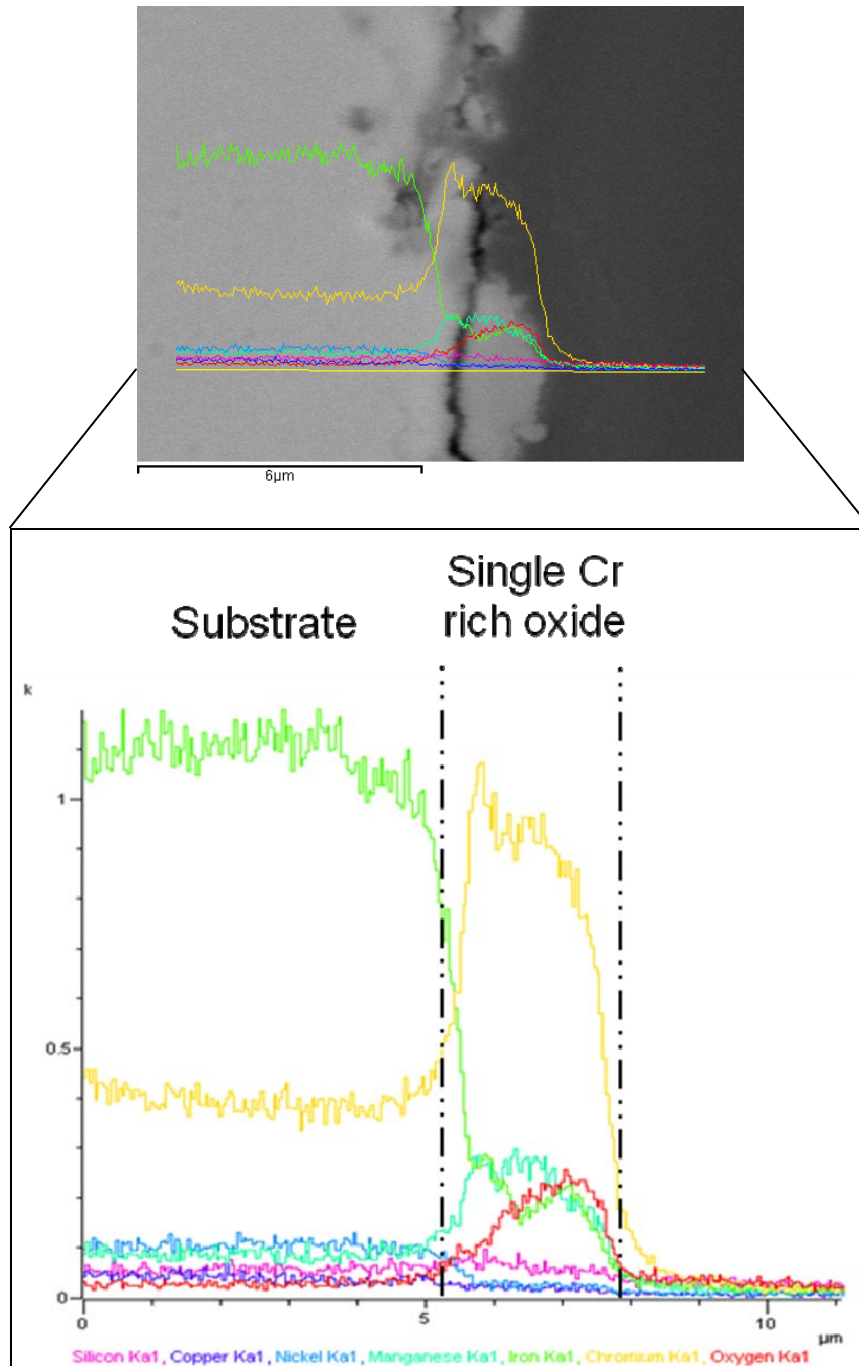 6µm
Substrate
Single Cr
rich oxide
k
1
0.5
0
0
5
10
µm
Silicon Ka1, Copper Ka1, Nickel Ka1, Manganese Ka1, Iron Ka1, Chromium Ka1, Oxygen Ka1